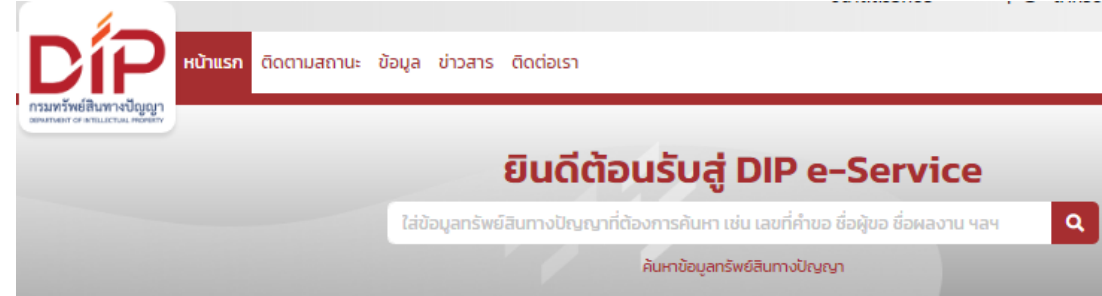 DIP
กรมทรัพย์สินทางปัญญา
DEPARTMENT OF INTELLECTUAL PROPERTY
หน้าแรก ติดตามสถานะ ข้อมูล ข่าวสาร ติดต่อเรา
ยินดีต้อนรับสู่ DIP e-Service
ใส่ข้อมูลทรัพย์สินทางปัญญาที่ต้องการค้นหา เช่น เลขที่คำขอ ชื่อผู้ขอ ชื่อผลงาน ฯลฯ
ค้นหาข้อมูลทรัพย์สินทางปัญญา